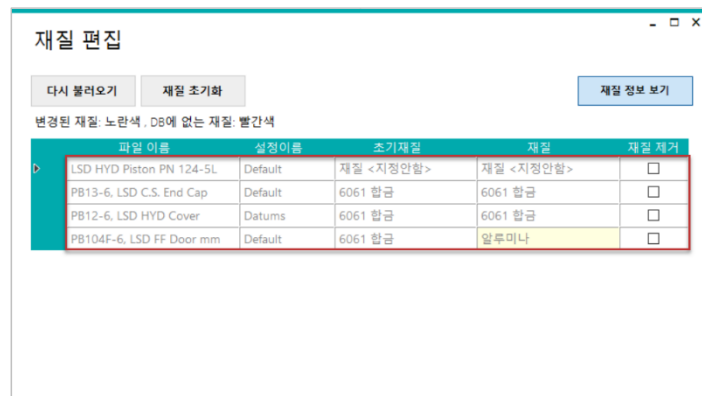 재질 편집
다시 불러오기 재질 초기화 재질 정보 보기
변경된 재질: 노란색 , DB에 없는 재질: 빨간색
파일 이름 설정이름 초기재질 재질 재질 제거
LSD HYD Piston PN 124-5L Default 재질 <지정안함> 재질 <지정안함>
PB13-6, LSD C.S. End Cap Default 6061 합금 6061 합금
PB12-6, LSD HYD Cover Datums 6061 합금 6061 합금
PB104F-6, LSD FF Door mm Default 6061 합금 알루미나